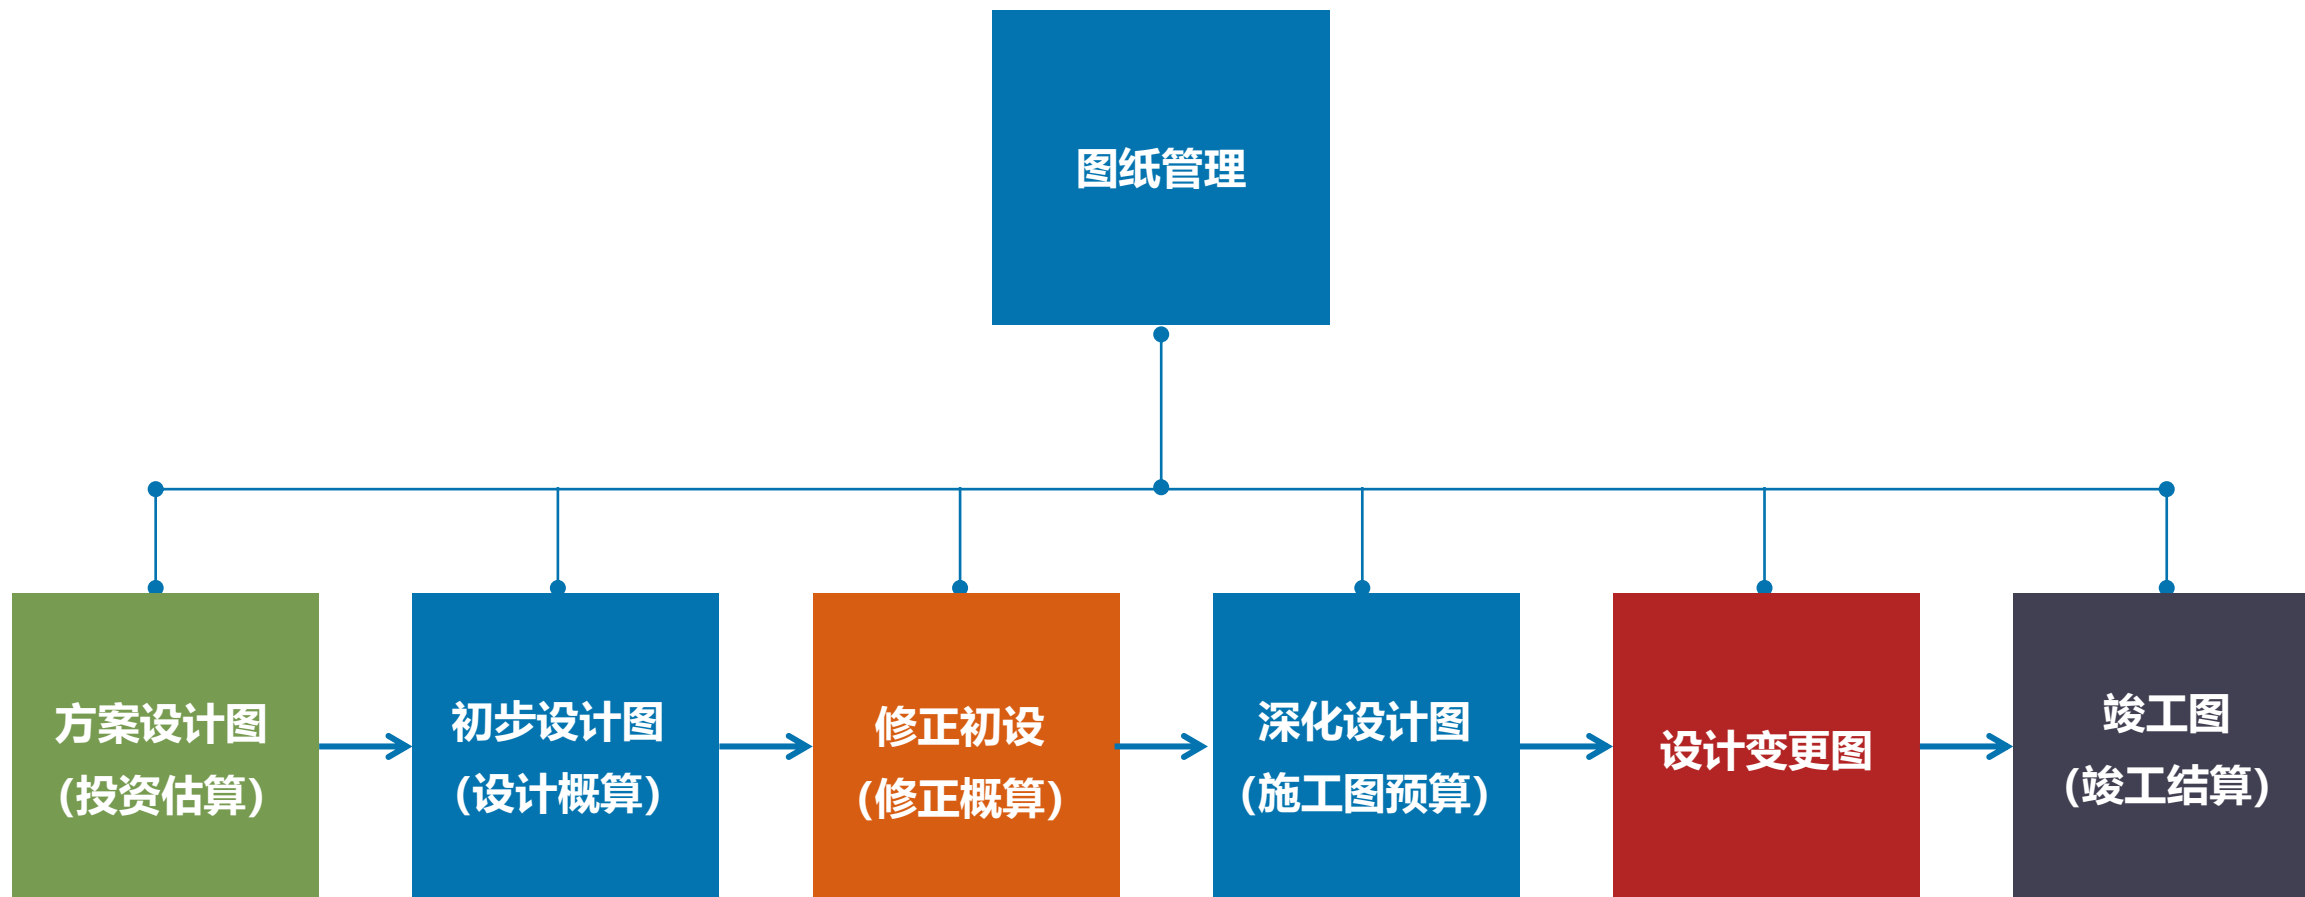 图纸管理
方案设计图
(投资估算)
初步设计图
(设计概算)
修正初设
(修正概算)
深化设计图
(施工图预算)
设计变更图
竣工图
(竣工结算)